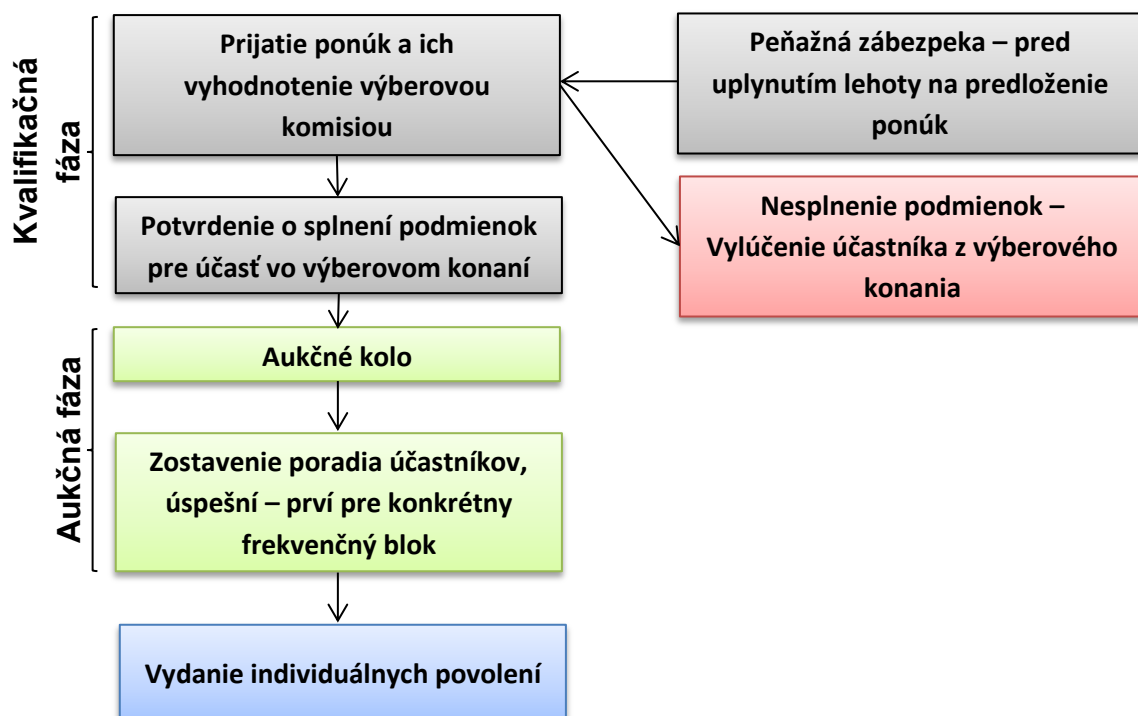 Kvalifikačná
fáza
Prijatie ponúk a ich
vyhodnotenie výberovou
komisiou
Peňažná zábezpeka – pred
uplynutím lehoty na predloženie
ponúk
Potvrdenie o splnení podmienok
pre účasť vo výberovom konaní
Nesplnenie podmienok –
Vylúčenie účastníka z výberového
konania
Aukčná fáza
Aukčné kolo
Zostavenie poradia účastníkov,
úspešní – prví pre konkrétny
frekvenčný blok
Vydanie individuálnych povolení